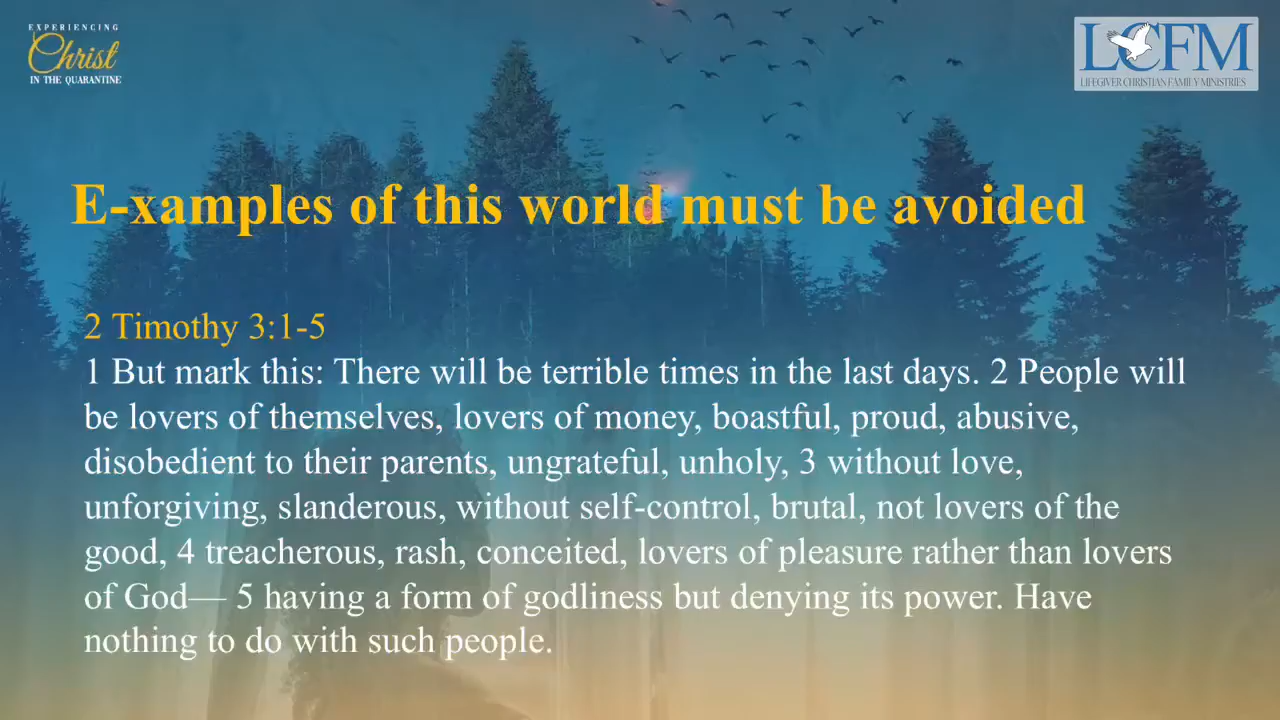 EXPERIENCING
Christ
IN THE QUARANTINE
LCFM
LIFEGIVER CHRISTIAN FAMILY MINISTRIES
E-xamples of this world must be avoided
2 Timothy 3:1-5
1 But mark this: There will be terrible times in the last days. 2 People will
be lovers of themselves, lovers of money, boastful, proud, abusive,
disobedient to their parents, ungrateful, unholy, 3 without love,
unforgiving, slanderous, without self-control, brutal, not lovers of the
good, 4 treacherous, rash, conceited, lovers of pleasure rather than lovers
of God— 5 having a form of godliness but denying its power. Have
nothing to do with such people.